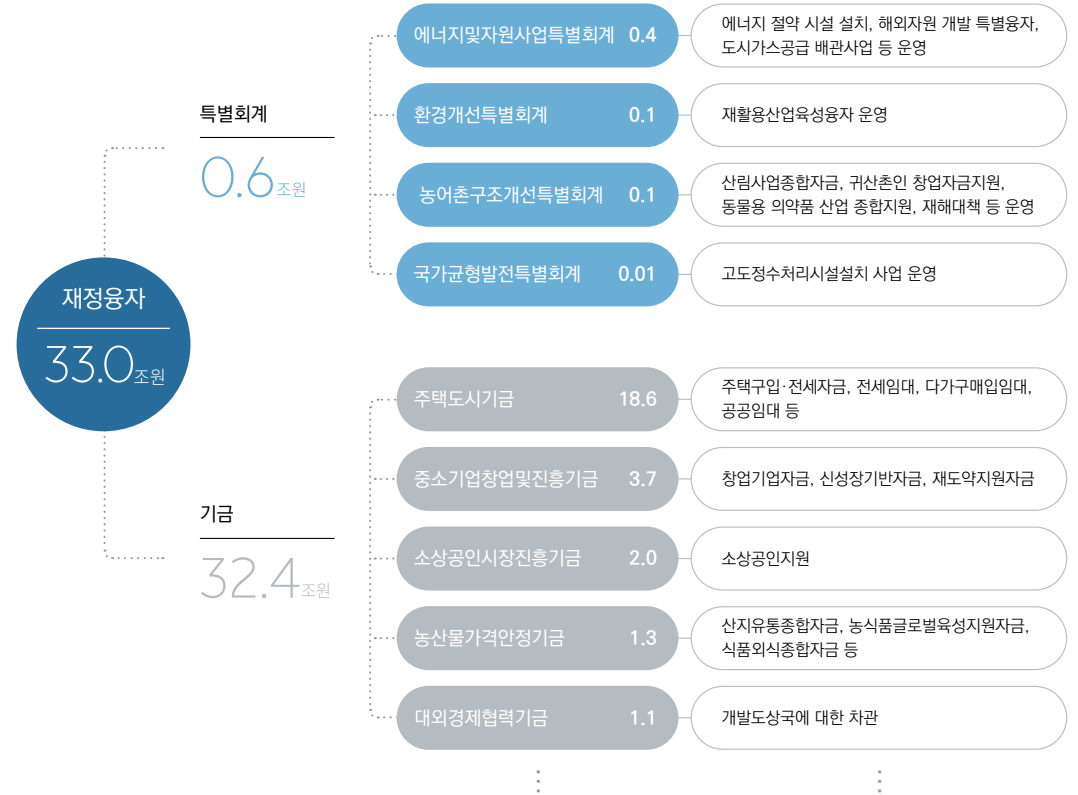 재정융자
33.0조원
특별회계
0.6조원
에너지및자원사업특별회계 0.4
에너지 절약 시설 설치, 해외자원 개발 특별융자,
도시가스공급 배관사업 등 운영
환경개선특별회계 0.1
재활용산업육성융자 운영
농어촌구조개선특별회계 0.1
산림사업종합자금, 귀산촌인 창업자금지원,
동물용 의약품 산업 종합지원, 재해대책 등 운영
국가균형발전특별회계 0.01
고도정수처리시설설치 사업 운영
기금
32.4조원
주택도시기금 18.6
주택구입·전세자금, 전세임대, 다가구매입임대,
공공임대 등
중소기업창업및진흥기금 3.7
창업기업자금, 신성장기반자금, 재도약지원자금
소상공인시장진흥기금 2.0
소상공인지원
농산물가격안정기금 1.3
산지유통종합자금, 농식품글로벌육성지원자금,
식품외식종합자금 등
대외경제협력기금 1.1
개발도상국에 대한 차관